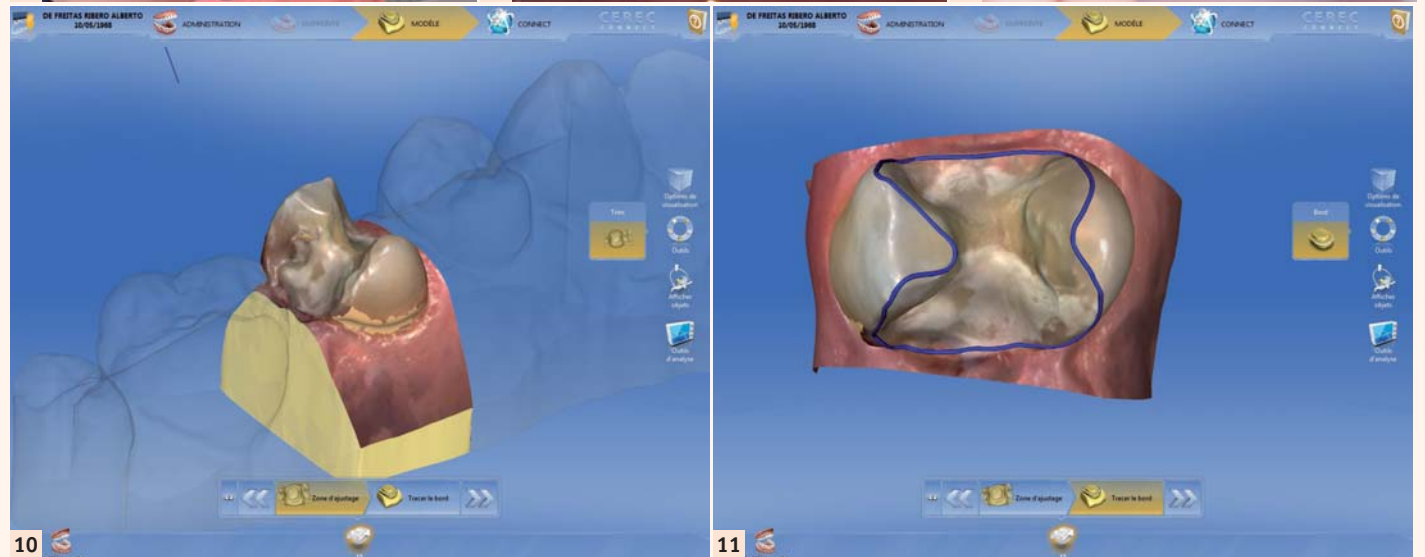 DE FREITAS RIBERO ALBERTO
10/05/1968
ADMINISTRATION
MODÈLE
CONNECT
CEREC
CONNECT
Options de
visualisation
Outils
Afficher
objets
Outils
d'analyse
Zone d'ajustage
Tracer le bord
10
DE FREITAS RIBERO ALBERTO
10/05/1968
ADMINISTRATION
MODÈLE
CONNECT
CEREC
CONNECT
Options de
visualisation
Outils
Bord
Afficher
objets
Outils
d'analyse
Zone d'ajustage
Tracer le bord
11